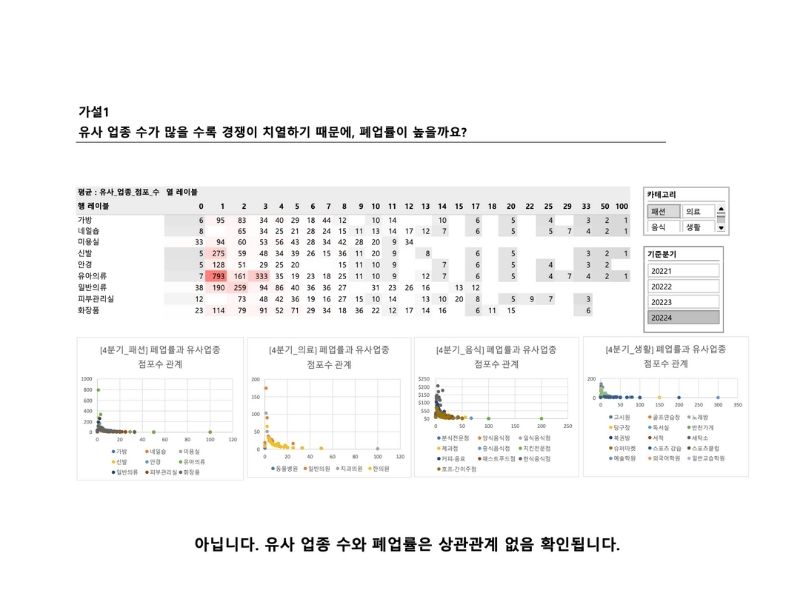 가설1
유사 업종 수가 많을 수록 경쟁이 치열하기 때문에, 폐업률이 높을까요?
평균 : 유사_업종_점포_수 열 레이블
행 레이블 0 1 2 3 4 5 6 7 8 9 10 11 12 13 14 15 17 18 20 22 25 29 33 50 100
가방 6 95 83 34 40 29 18 44 12 10 14 10 6 5 4 3 2 1
네일숍 8 65 34 25 21 28 24 15 11 13 14 17 12 7 6 5 5 7 4 2 1
미용실 33 94 60 53 56 43 28 34 42 28 20 9 34
신발 5 275 59 48 34 39 26 15 36 11 20 9 8 3 2 1
안경 5 128 51 29 25 20 15 11 10 9 7 6 5 4 3 2
유아의류 7 793 161 333 35 19 23 18 25 11 10 9 12 7 6 5 4 7 4 2 1
일반의류 38 190 259 94 86 40 36 36 27 31 23 26 16 13 12
피부관리실 12 73 48 42 36 19 16 27 15 10 14 13 10 20 8 5 9 7 3
화장품 23 114 79 91 52 71 29 34 18 36 22 12 17 14 16 6 11 15 6
카테고리
패션 의료
음식 생활
기준분기
20221
20222
20223
20224
[4분기_패션] 폐업률과 유사업종
점포수 관계
1000
800
600
400
200
0
0 20 40 60 80 100 120
가방 네일숍 미용실
신발 안경 유아의류
일반의류 피부관리실 화장품
[4분기_의료] 폐업률과 유사업종
점포수 관계
200
150
100
50
0
0 20 40 60 80 100 120
동물병원 일반의원 치과의원 한의원
[4분기_음식] 폐업률과 유사업종
점포수 관계
$250
$200
$150
$100
$50
$0
0 50 100 150 200 250
분식전문점 양식음식점 일식음식점
제과점 중식음식점 치킨전문점
커피-음료 패스트푸드점 한식음식점
호프-간이주점
[4분기_생활] 폐업률과 유사업종
점포수 관계
200
100
0
0 50 100 150 200 250 300 350
고시원 골프연습장 노래방
당구장 독서실 반찬가게
복권방 서적 세탁소
슈퍼마켓 스포츠 강습 스포츠클럽
예술학원 외국어학원 일반교습학원
아닙니다. 유사 업종 수와 폐업률은 상관관계 없음 확인됩니다.